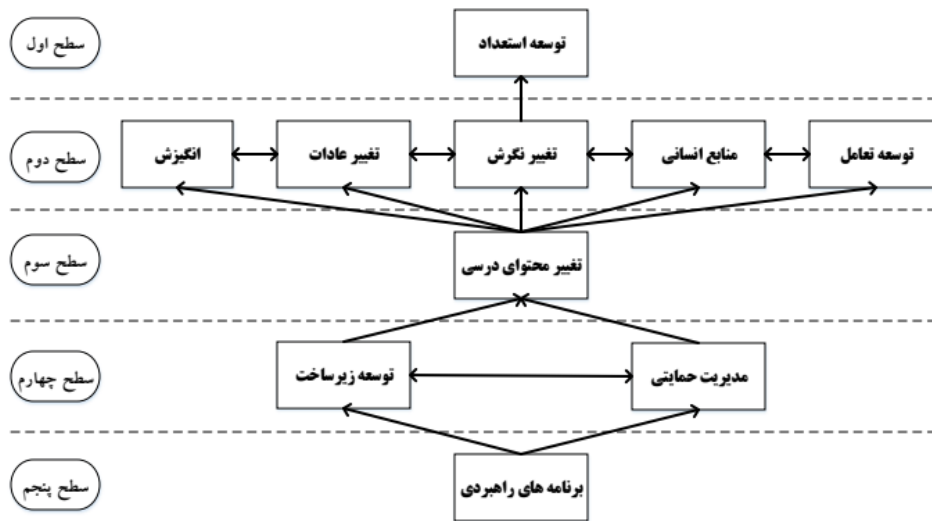 سطح اول
توسعه استعداد
سطح دوم
توسعه تعامل
منابع انسانی
تغییر نگرش
تغییر عادات
انگیزش
سطح سوم
تغییر محتوای درسی
سطح چهارم
مدیریت حمایتی
توسعه زیرساخت
سطح پنجم
برنامه های راهبردی